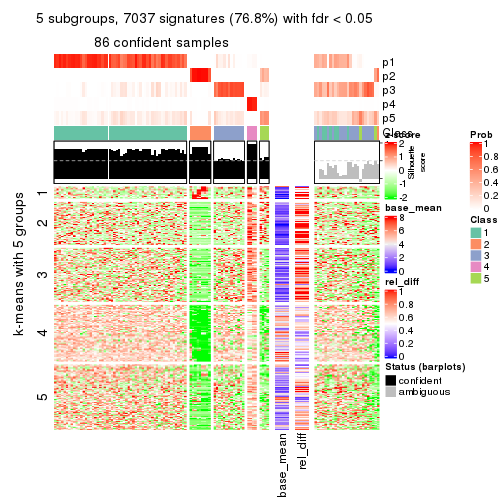 5 subgroups, 7037 signatures (76.8%) with fdr < 0.05
86 confident samples
p1
p2
p3
p4
p5
Class
z-score
2
1
0
-1
-2
Silhouette
score
base_mean
8
6
4
2
0
rel_diff
1
0.8
0.6
0.4
0.2
0
Status (barplots)
confident
ambiguous
Prob
1
0.8
0.6
0.4
0.2
0
Class
1
2
3
4
5
k-means with 5 groups
1
2
3
4
5
base_mean
rel_diff